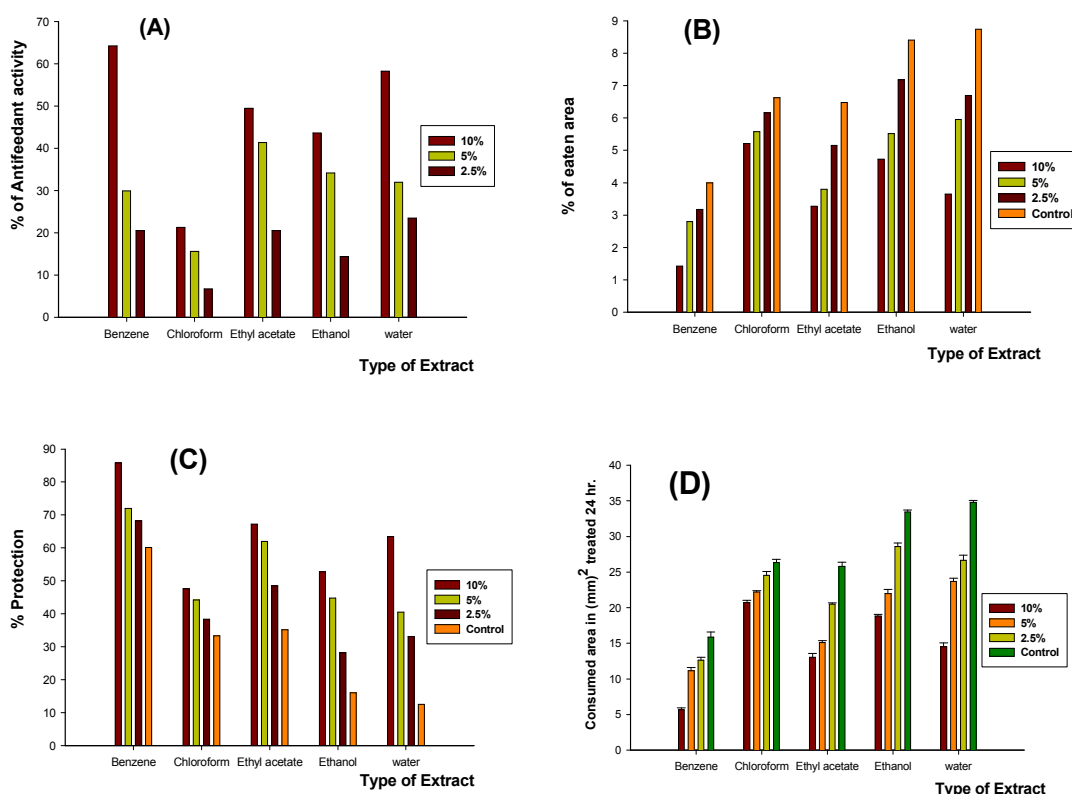 (A)
% of Antifeedant activity
70
60
50
40
30
20
10
0
10%
5%
2.5%
Benzene Chloroform Ethyl acetate Ethanol water
Type of Extract
(B)
% of eaten area
9
8
7
6
5
4
3
2
1
0
10%
5%
2.5%
Control
Benzene Chloroform Ethyl acetate Ethanol water
Type of Extract
(C)
% Protection
90
80
70
60
50
40
30
20
10
0
10%
5%
2.5%
Control
Benzene Chloroform Ethyl acetate Ethanol water
Type of Extract
(D)
Consumed area in (mm)² treated 24 hr.
40
35
30
25
20
15
10
5
0
10%
5%
2.5%
Control
Benzene Chloroform Ethyl acetate Ethanol water
Type of Extract